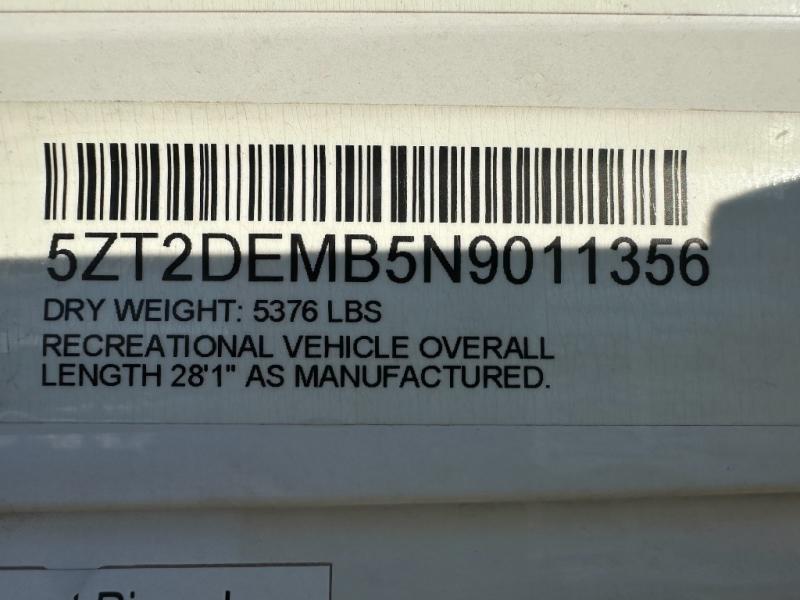 5ZT2DEMB5N9011356
DRY WEIGHT: 5376 LBS
RECREATIONAL VEHICLE OVERALL
LENGTH 28'1" AS MANUFACTURED.